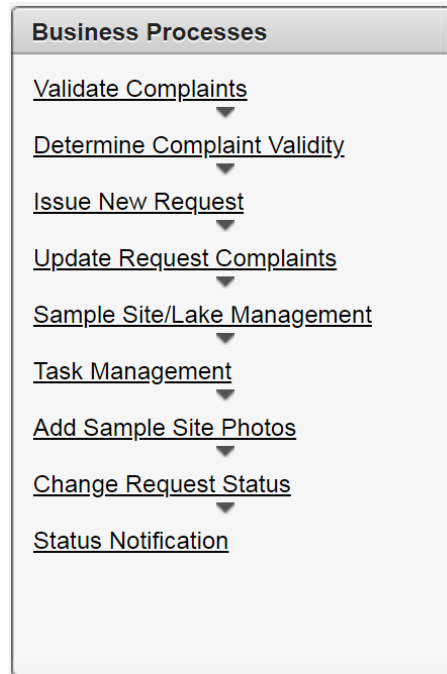 Business Processes
Validate Complaints
Determine Complaint Validity
Issue New Request
Update Request Complaints
Sample Site/Lake Management
Task Management
Add Sample Site Photos
Change Request Status
Status Notification